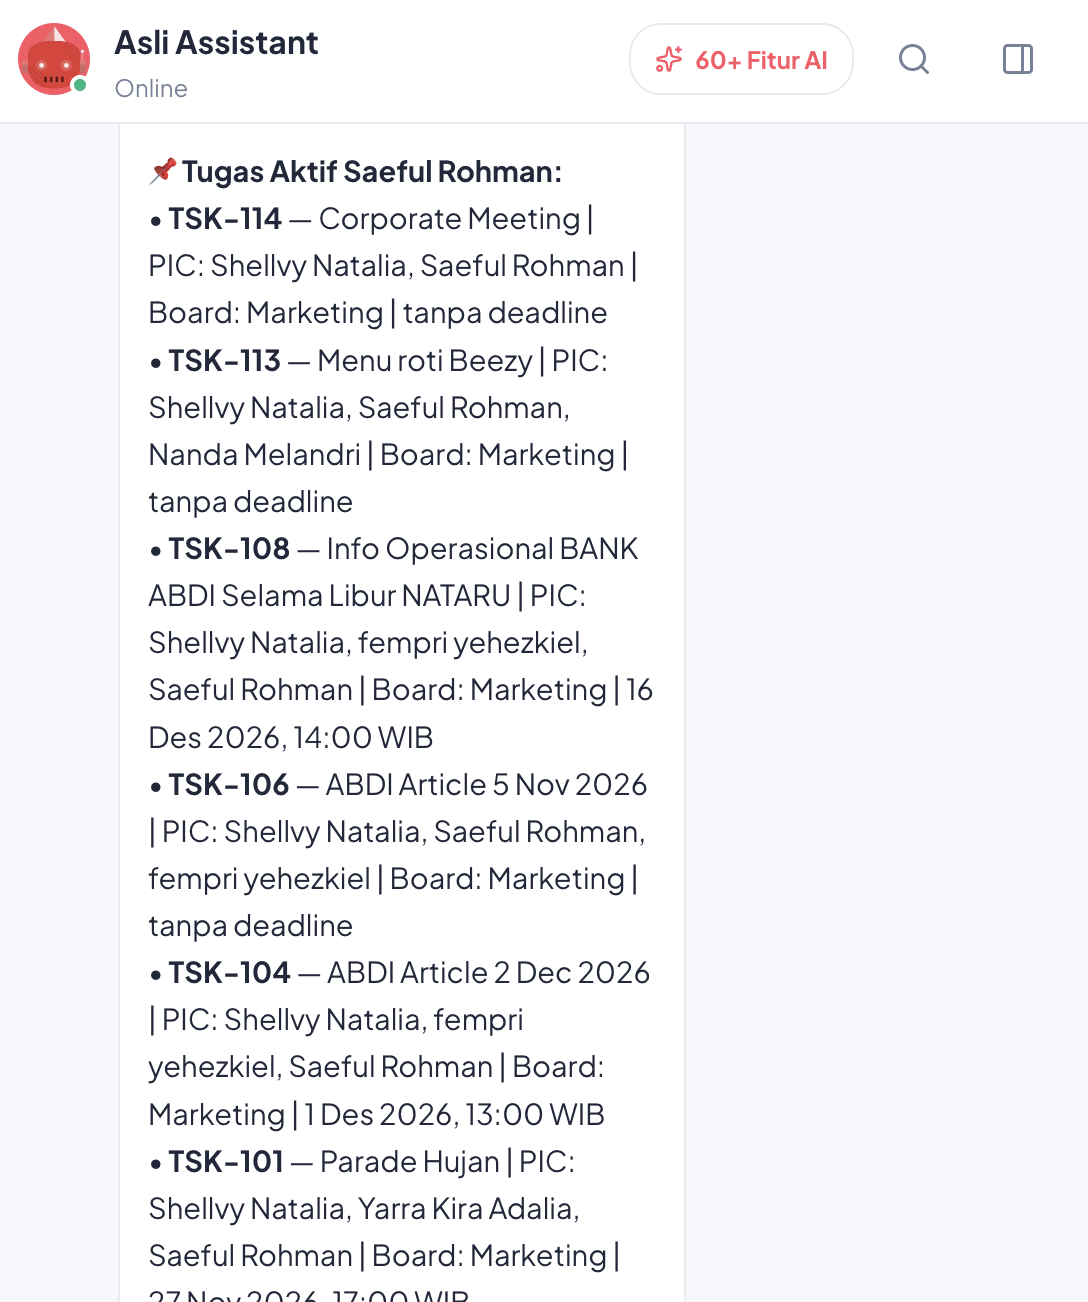 Asli Assistant
Online
60+ Fitur AI
📌 Tugas Aktif Saeful Rohman:
• TSK-114 — Corporate Meeting |
PIC: Shellvy Natalia, Saeful Rohman |
Board: Marketing | tanpa deadline
• TSK-113 — Menu roti Beezy | PIC:
Shellvy Natalia, Saeful Rohman,
Nanda Melandri | Board: Marketing |
tanpa deadline
• TSK-108 — Info Operasional BANK
ABDI Selama Libur NATARU | PIC:
Shellvy Natalia, fempri yehezkiel,
Saeful Rohman | Board: Marketing | 16
Des 2026, 14:00 WIB
• TSK-106 — ABDI Article 5 Nov 2026
| PIC: Shellvy Natalia, Saeful Rohman,
fempri yehezkiel | Board: Marketing |
tanpa deadline
• TSK-104 — ABDI Article 2 Dec 2026
| PIC: Shellvy Natalia, fempri
yehezkiel, Saeful Rohman | Board:
Marketing | 1 Des 2026, 13:00 WIB
• TSK-101 — Parade Hujan | PIC:
Shellvy Natalia, Yarra Kira Adalia,
Saeful Rohman | Board: Marketing |
27 Nov 2026, 17:00 WIB